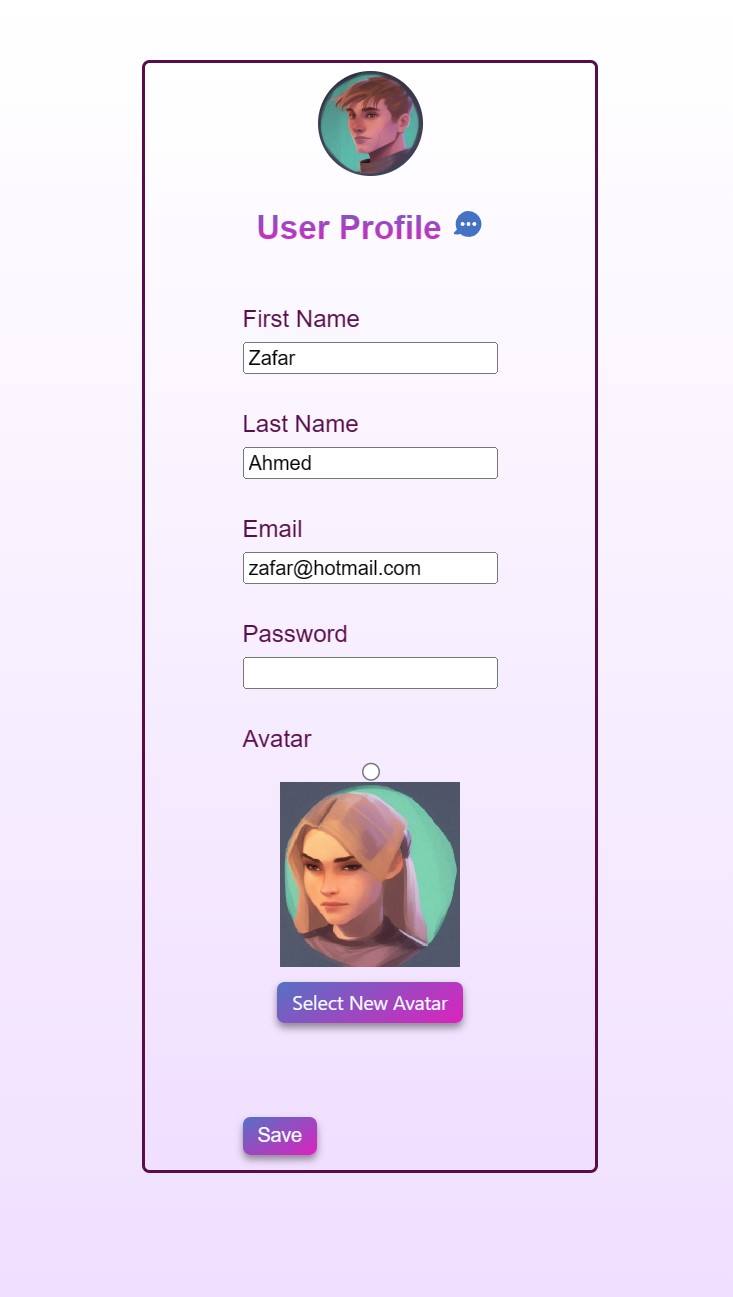 User Profile
First Name
Zafar
Last Name
Ahmed
Email
zafar@hotmail.com
Password
Avatar
Select New Avatar
Save